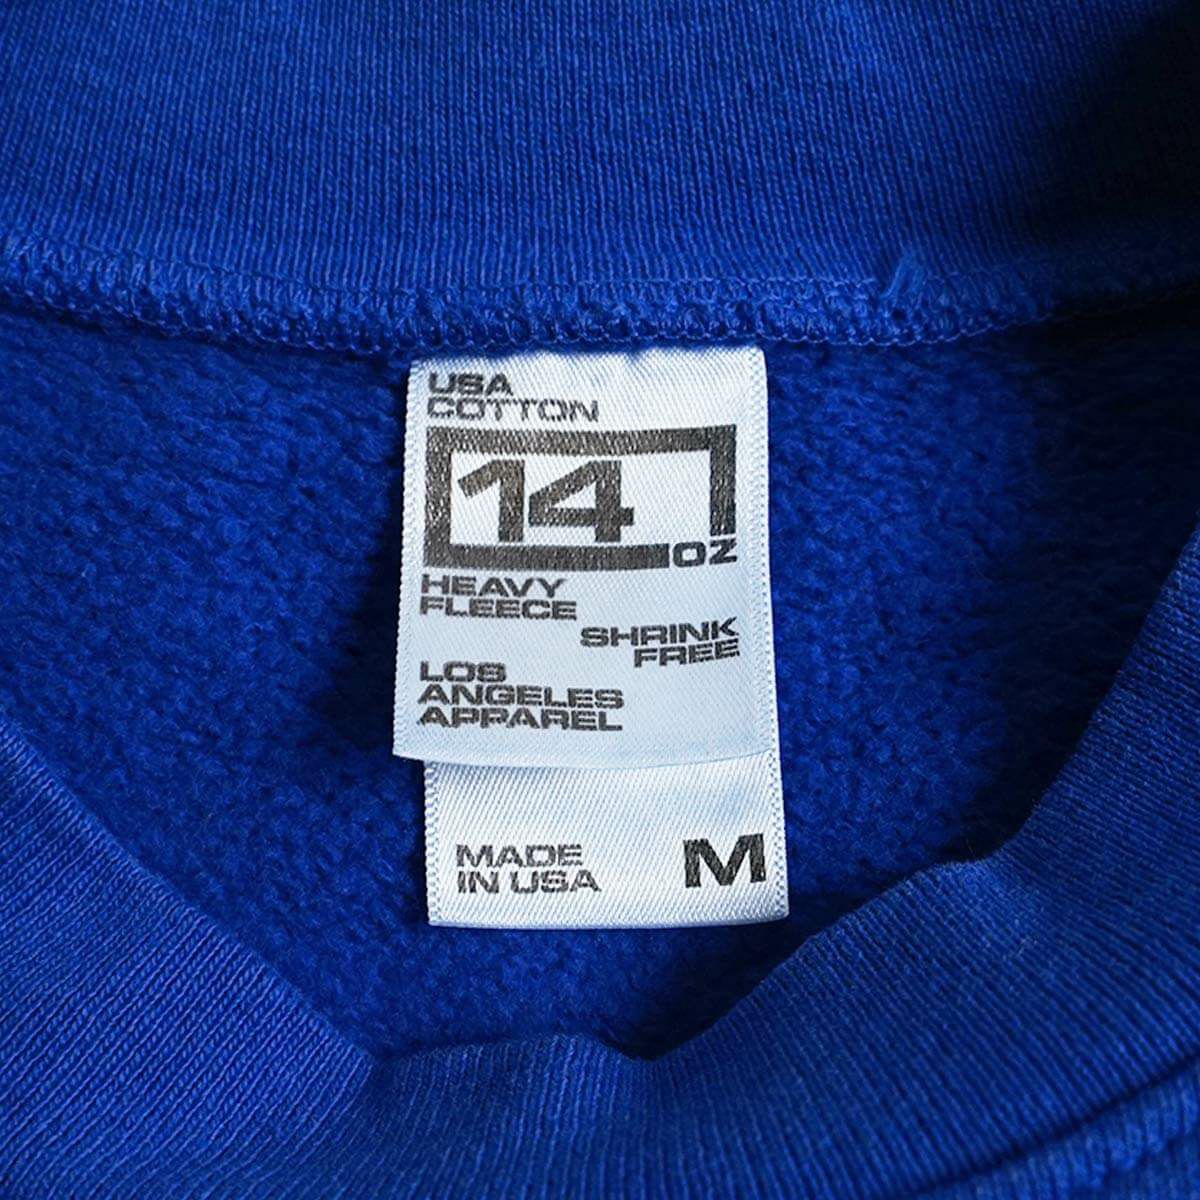 USA
COTTON
14
OZ
HEAVY
FLEECE
SHRINK
FREE
LOS
ANGELES
APPAREL
MADE
IN USA
M